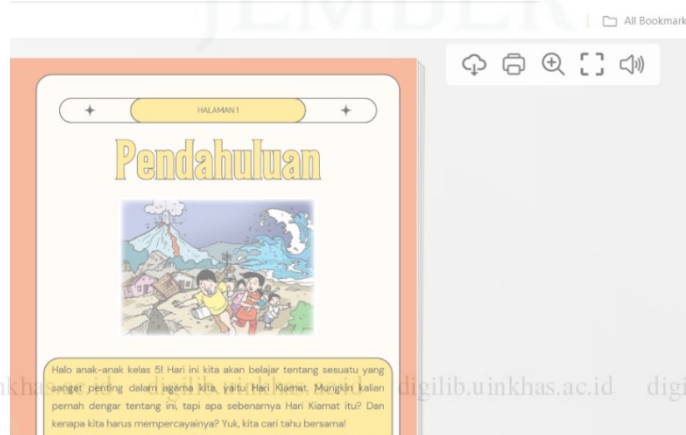 JEMBER
All Bookmark
HALAMAN 1
Pendahuluan
Halo anak-anak kelas 5! Hari ini kita akan belajar tentang sesuatu yang
sangat penting dalam agama kita, yaitu Hari Kiamat. Mungkin kalian
pernah dengar tentang ini, tapi apa sebenarnya Hari Kiamat itu? Dan
kenapa kita harus mempercayainya? Yuk, kita cari tahu bersama!
digilib.uinkhas.ac.id digi